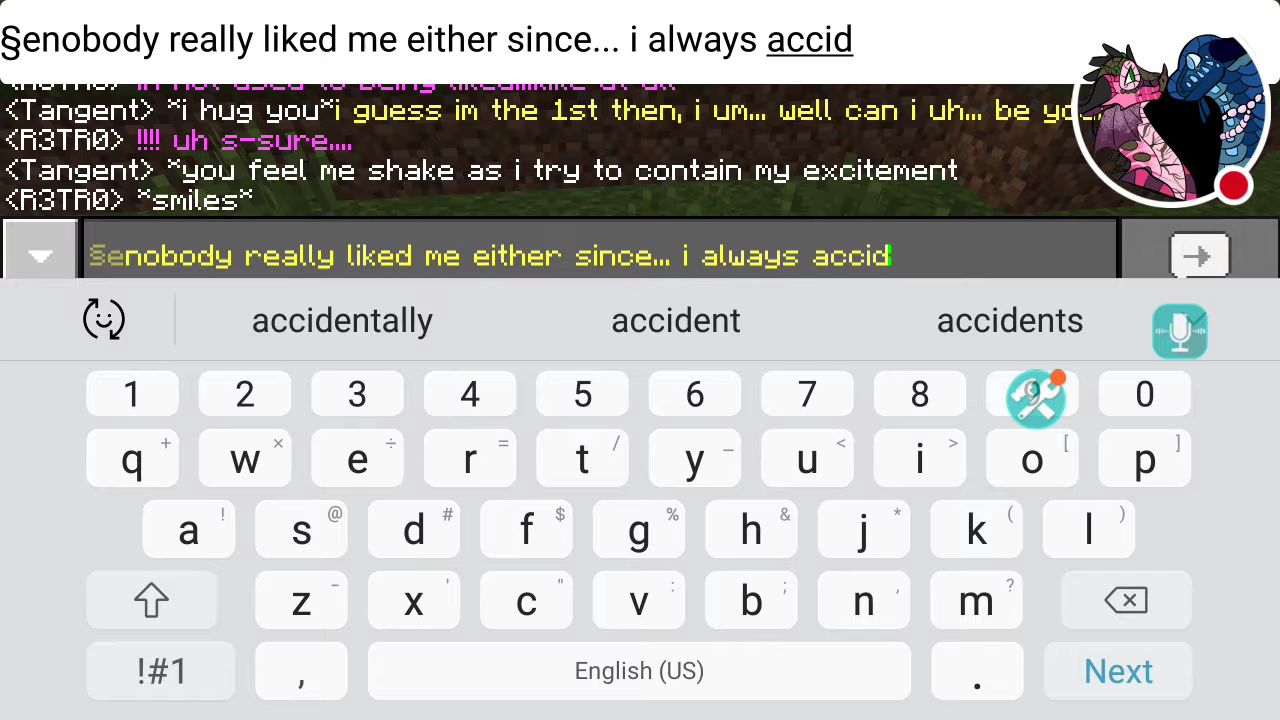 §enobody really liked me either since... i always accid
<Tangent> *i hug you*i guess im the 1st then, i um... well can i uh... be
<R3TR0> !!!! uh s-sure....
<Tangent> *you feel me shake as i try to contain my excitement
<R3TR0> *smiles*
§enobody really liked me either since... i always accid
accidentally accident accidents
1 2 3 4 5 6 7 8 9 0
q + w × e ÷ r = t / y _ u < i > o [ p ]
a ! s @ d # f $ g % h & j * k ( l )
z - x ' c " v : b ; n , m ?
!#1 , English (US) . Next